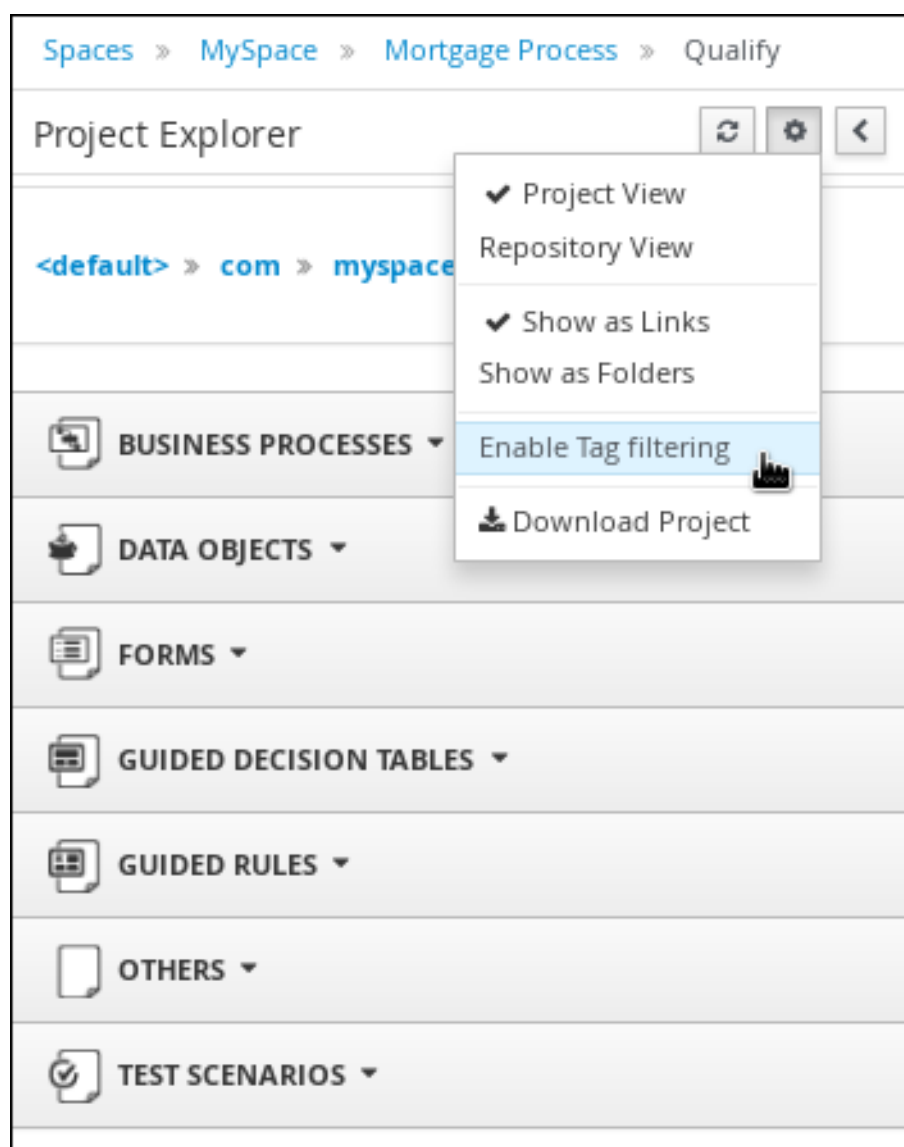 Spaces » MySpace » Mortgage Process » Qualify
Project Explorer
✔ Project View
Repository View
<default> » com » myspace
✔ Show as Links
Show as Folders
BUSINESS PROCESSES
Enable Tag filtering
Download Project
DATA OBJECTS
FORMS
GUIDED DECISION TABLES
GUIDED RULES
OTHERS
TEST SCENARIOS